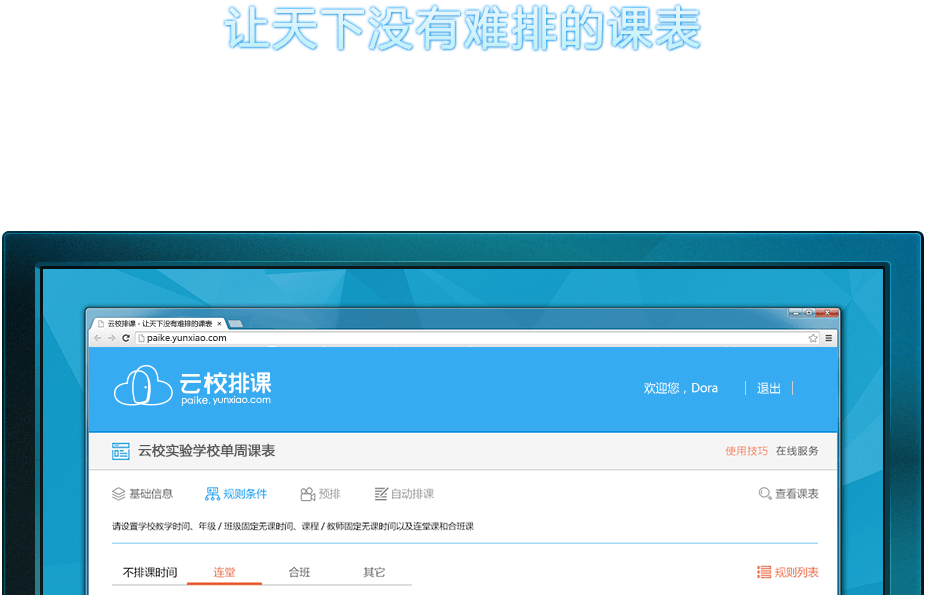 让天下没有难排的课表
云校排课 - 让天下没有难排的课表 ×
paike.yunxiao.com
云校排课
paike.yunxiao.com
欢迎您，Dora | 退出 |
云校实验学校单周课表
使用技巧 在线服务
基础信息 规则条件 预排 自动排课 查看课表
请设置学校教学时间、年级 / 班级固定无课时间、课程 / 教师固定无课时间以及连堂课和合班课
不排课时间 连堂 合班 其它 规则列表